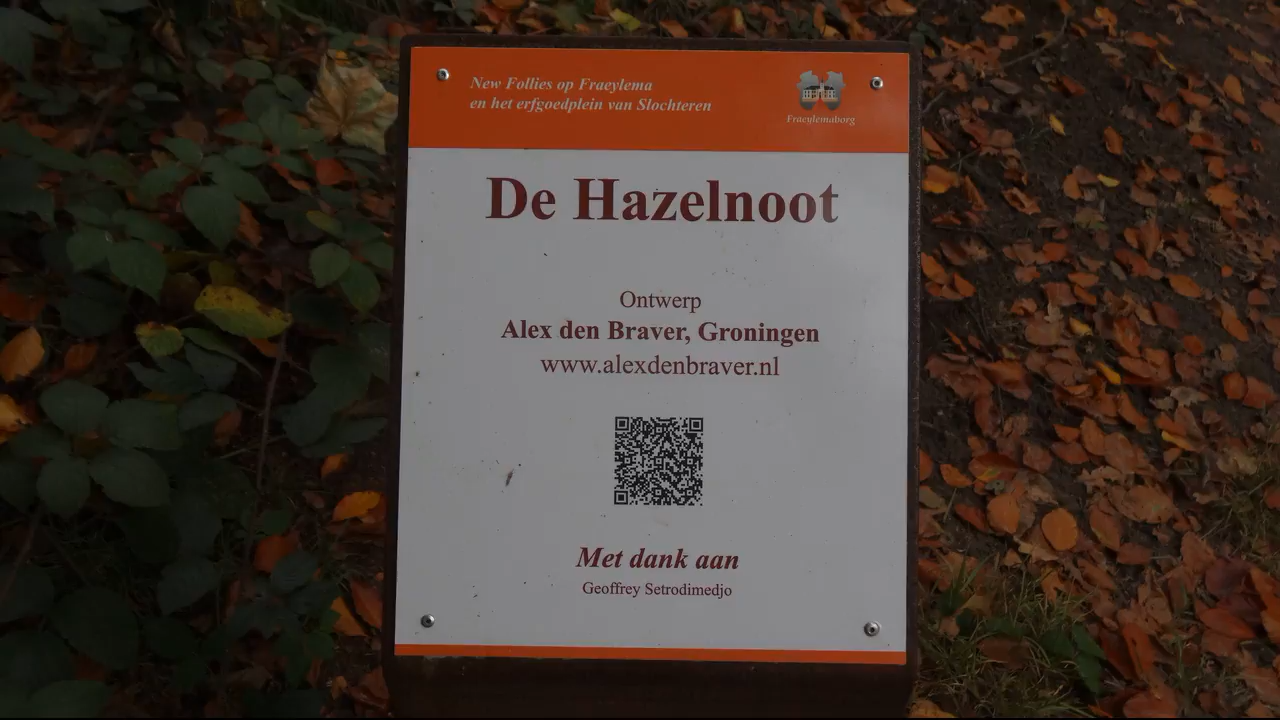 New Follies op Fraeylema
en het erfgoedplein van Slochteren
Fraeylemaborg
De Hazelnoot
Ontwerp
Alex den Braver, Groningen
www.alexdenbraver.nl
Met dank aan
Geoffrey Setrodimedjo